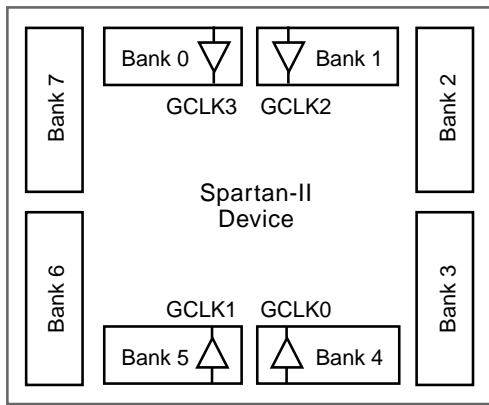 Bank 0
Bank 1
GCLK3
GCLK2
Bank 7
Bank 2
Spartan-II
Device
Bank 6
Bank 3
GCLK1
GCLK0
Bank 5
Bank 4